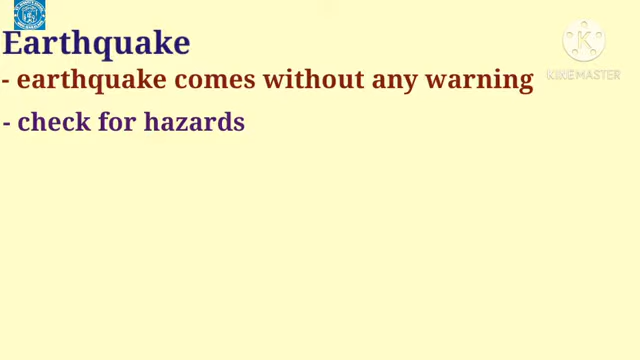 Earthquake
- earthquake comes without any warning
- check for hazards
KINEMASTER